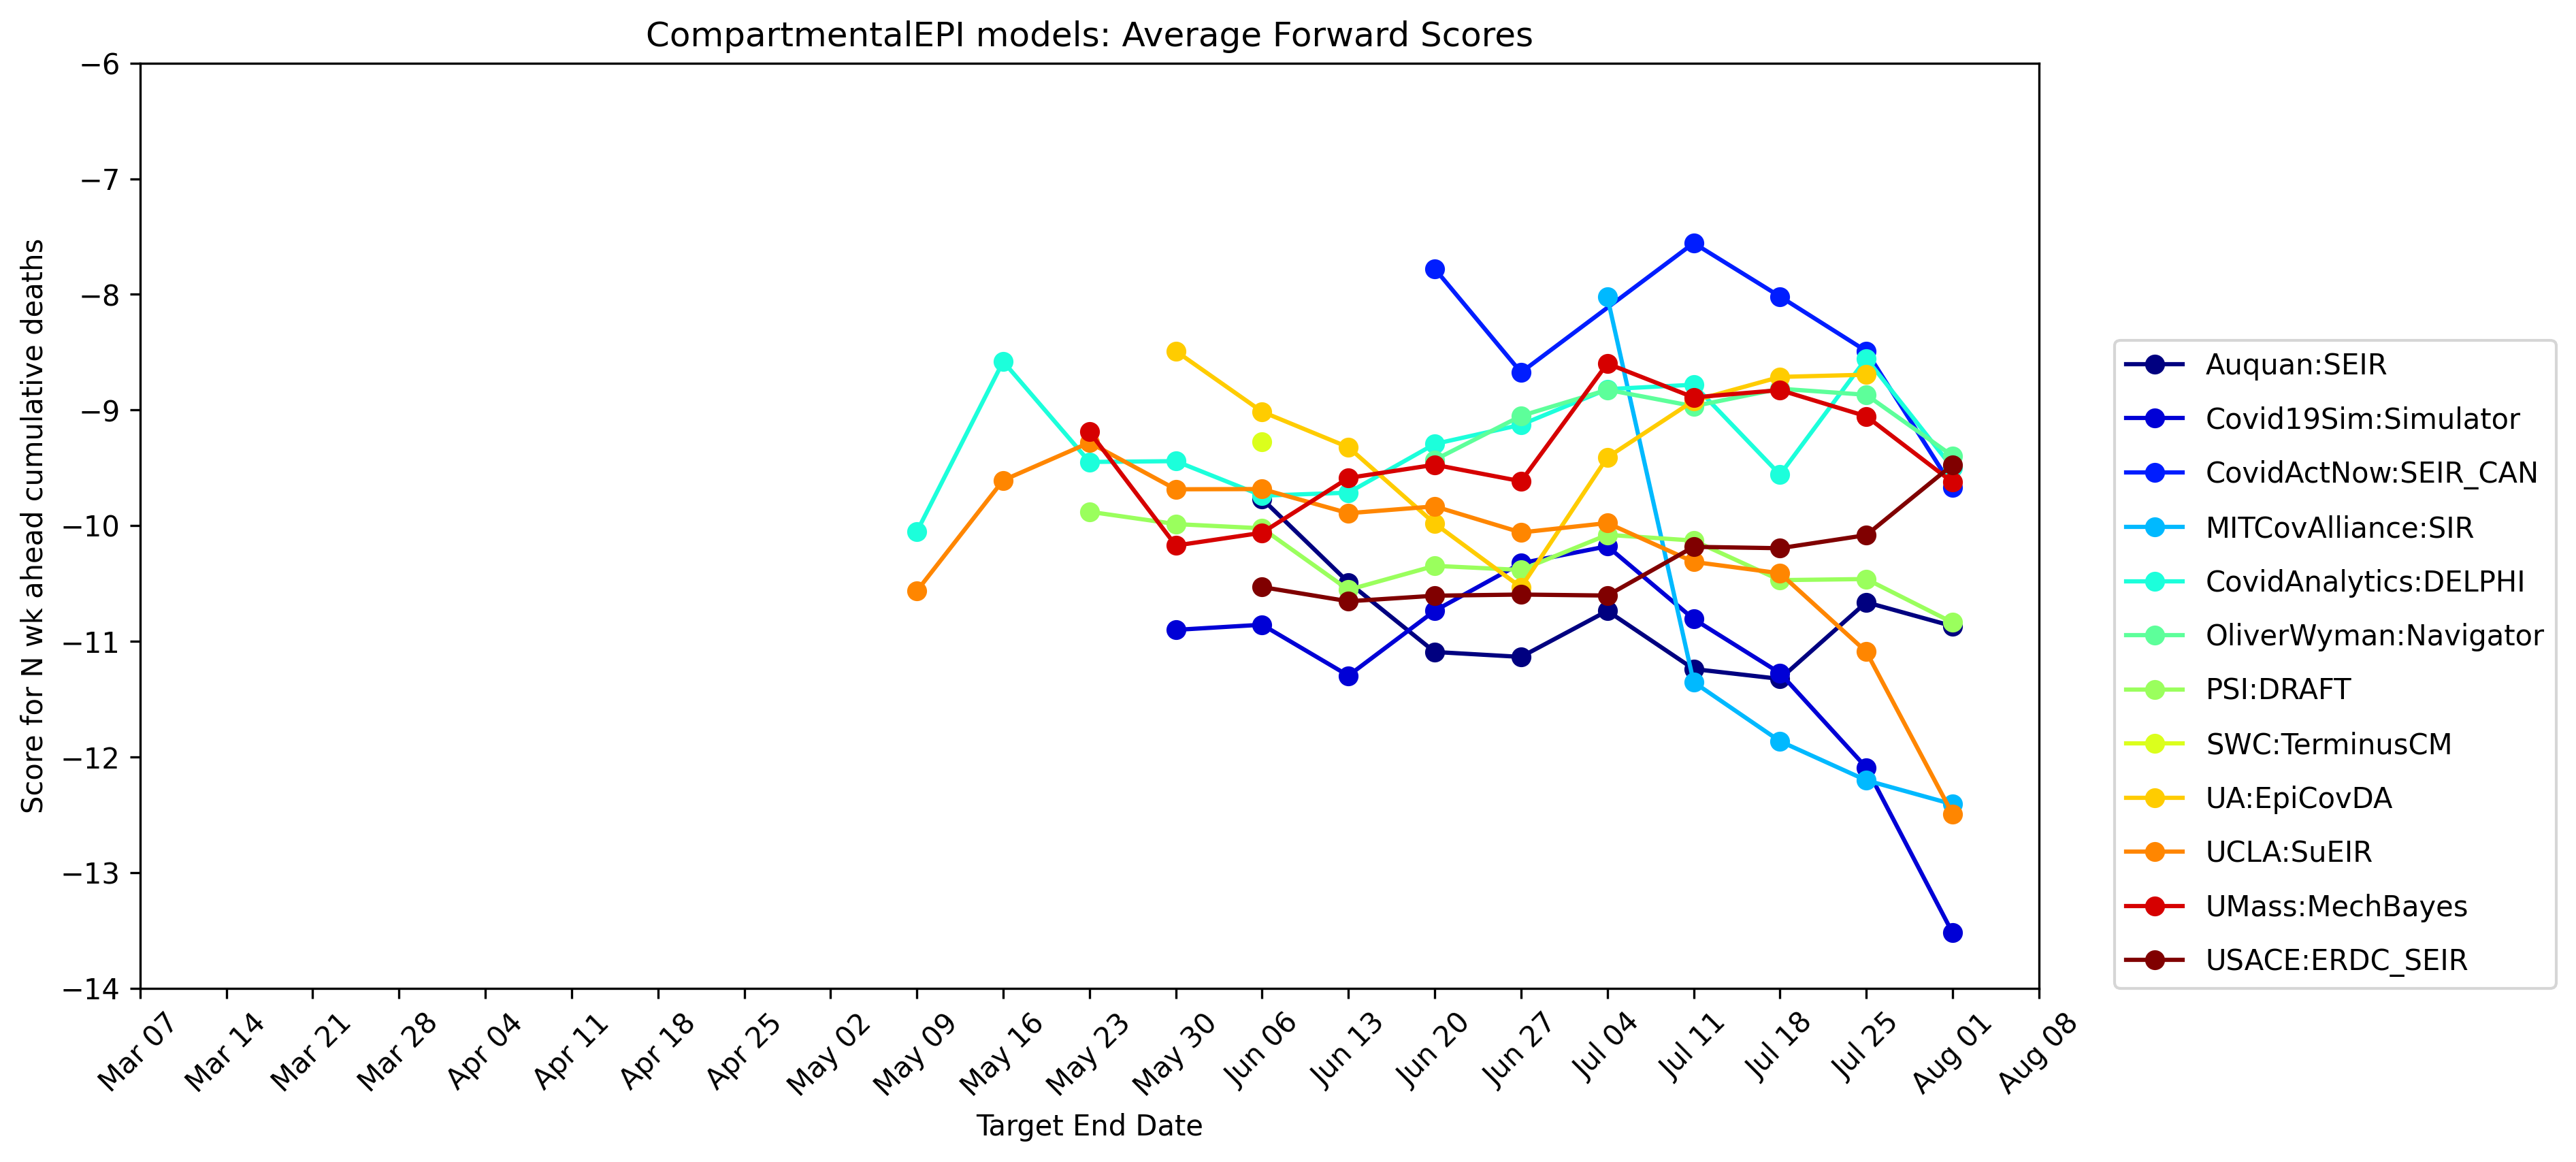 CompartmentalEPI models: Average Forward Scores
Score for N wk ahead cumulative deaths
−6
−7
−8
−9
−10
−11
−12
−13
−14
Mar 07
Mar 14
Mar 21
Mar 28
Apr 04
Apr 11
Apr 18
Apr 25
May 02
May 09
May 16
May 23
May 30
Jun 06
Jun 13
Jun 20
Jun 27
Jul 04
Jul 11
Jul 18
Jul 25
Aug 01
Aug 08
Target End Date
Auquan:SEIR
Covid19Sim:Simulator
CovidActNow:SEIR_CAN
MITCovAlliance:SIR
CovidAnalytics:DELPHI
OliverWyman:Navigator
PSI:DRAFT
SWC:TerminusCM
UA:EpiCovDA
UCLA:SuEIR
UMass:MechBayes
USACE:ERDC_SEIR